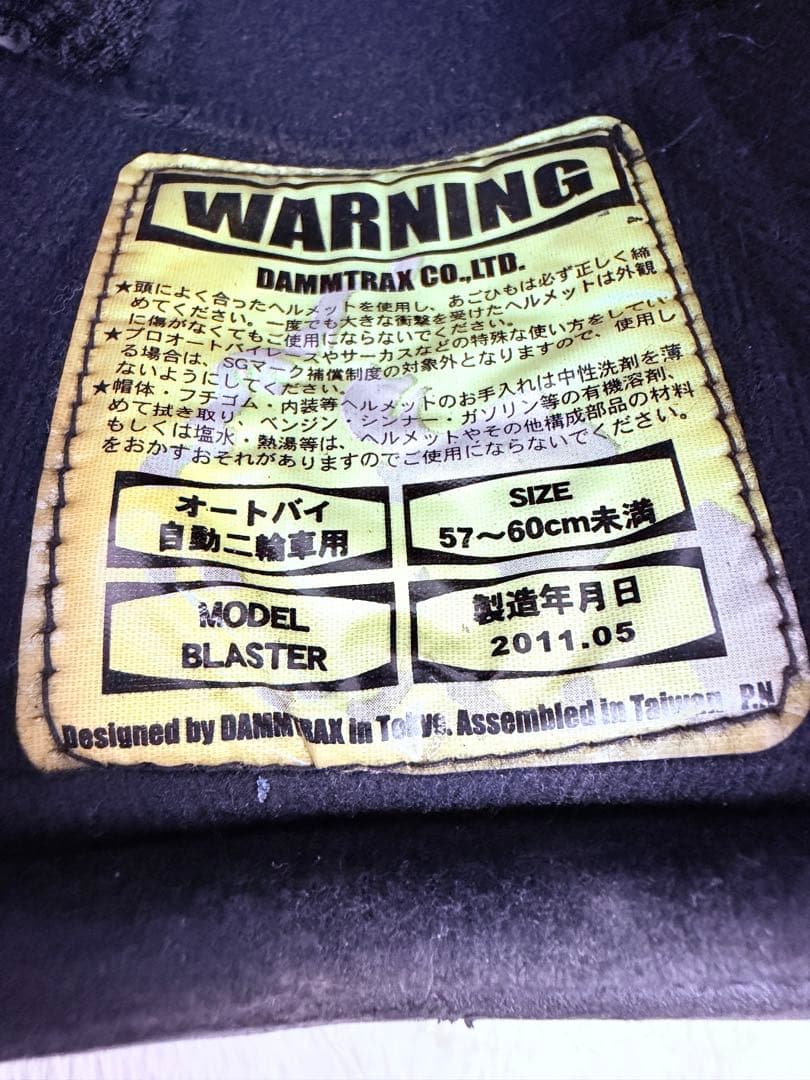 WARNING
DAMMTRAX CO.,LTD.
★頭によく合ったヘルメットを使用し、あごひもは必ず正しく締
めてください。一度でも大きな衝撃を受けたヘルメットは外観
に傷がなくてもご使用にならないでください。
★プロオートバイレースやサーカスなどの特殊な使い方をしてい
る場合は、SGマーク補償制度の対象外となりますので、使用し
ないようにしてください。
★帽体・フチゴム・内装等ヘルメットのお手入れは中性洗剤を薄
めて拭き取り、ベンジン・シンナー・ガソリン等の有機溶剤、
もしくは塩水・熱湯等は、ヘルメットやその他構成部品の材料
をおかすおそれがありますのでご使用にならないでください。
オートバイ
自動二輪車用
SIZE
57～60cm未満
MODEL
BLASTER
製造年月日
2011.05
Designed by DAMMTRAX in Tokyo. Assembled in Taiwan P.N